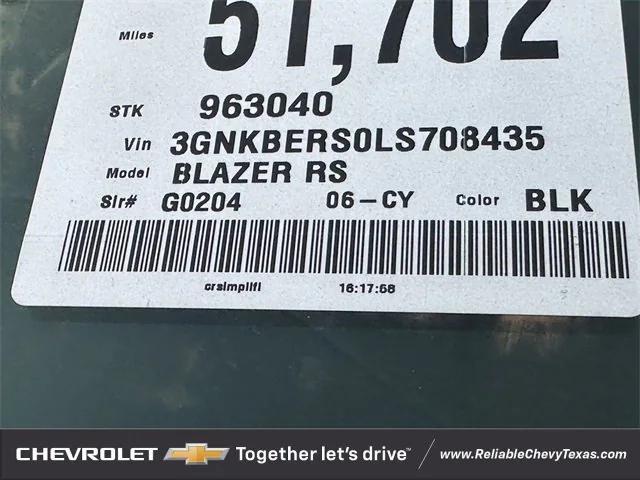 Miles 51,702
STK 963040
Vin 3GNKBERS0LS708435
Model BLAZER RS
Slr# G0204 06-CY Color BLK
crsimplifi 16:17:58
CHEVROLET Together let's drive™ www.ReliableChevyTexas.com